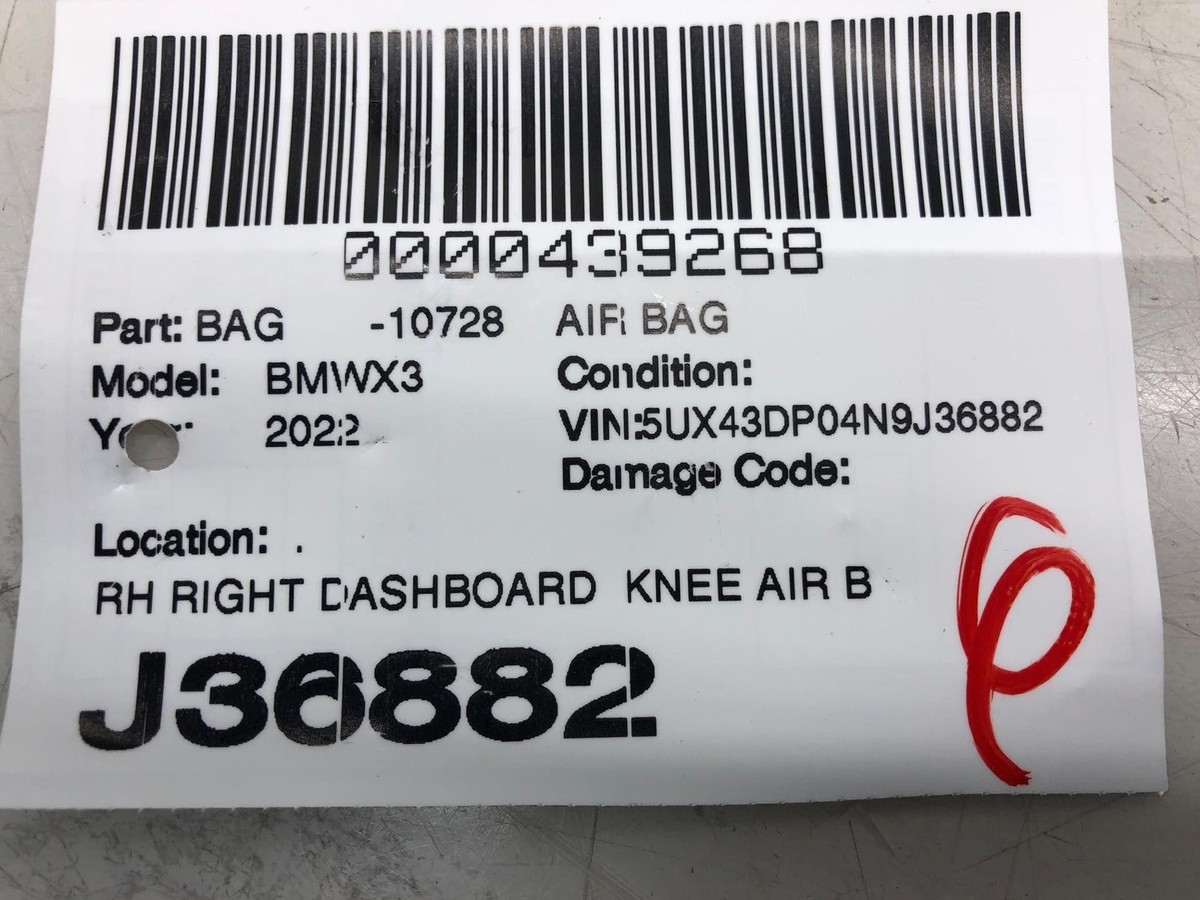 0000439268
Part: BAG -10728 AIR BAG
Model: BMWX3 Condition:
Year: 2022 VIN:5UX43DP04N9J36882
Damage Code:
Location: .
RH RIGHT DASHBOARD KNEE AIR B
J36882